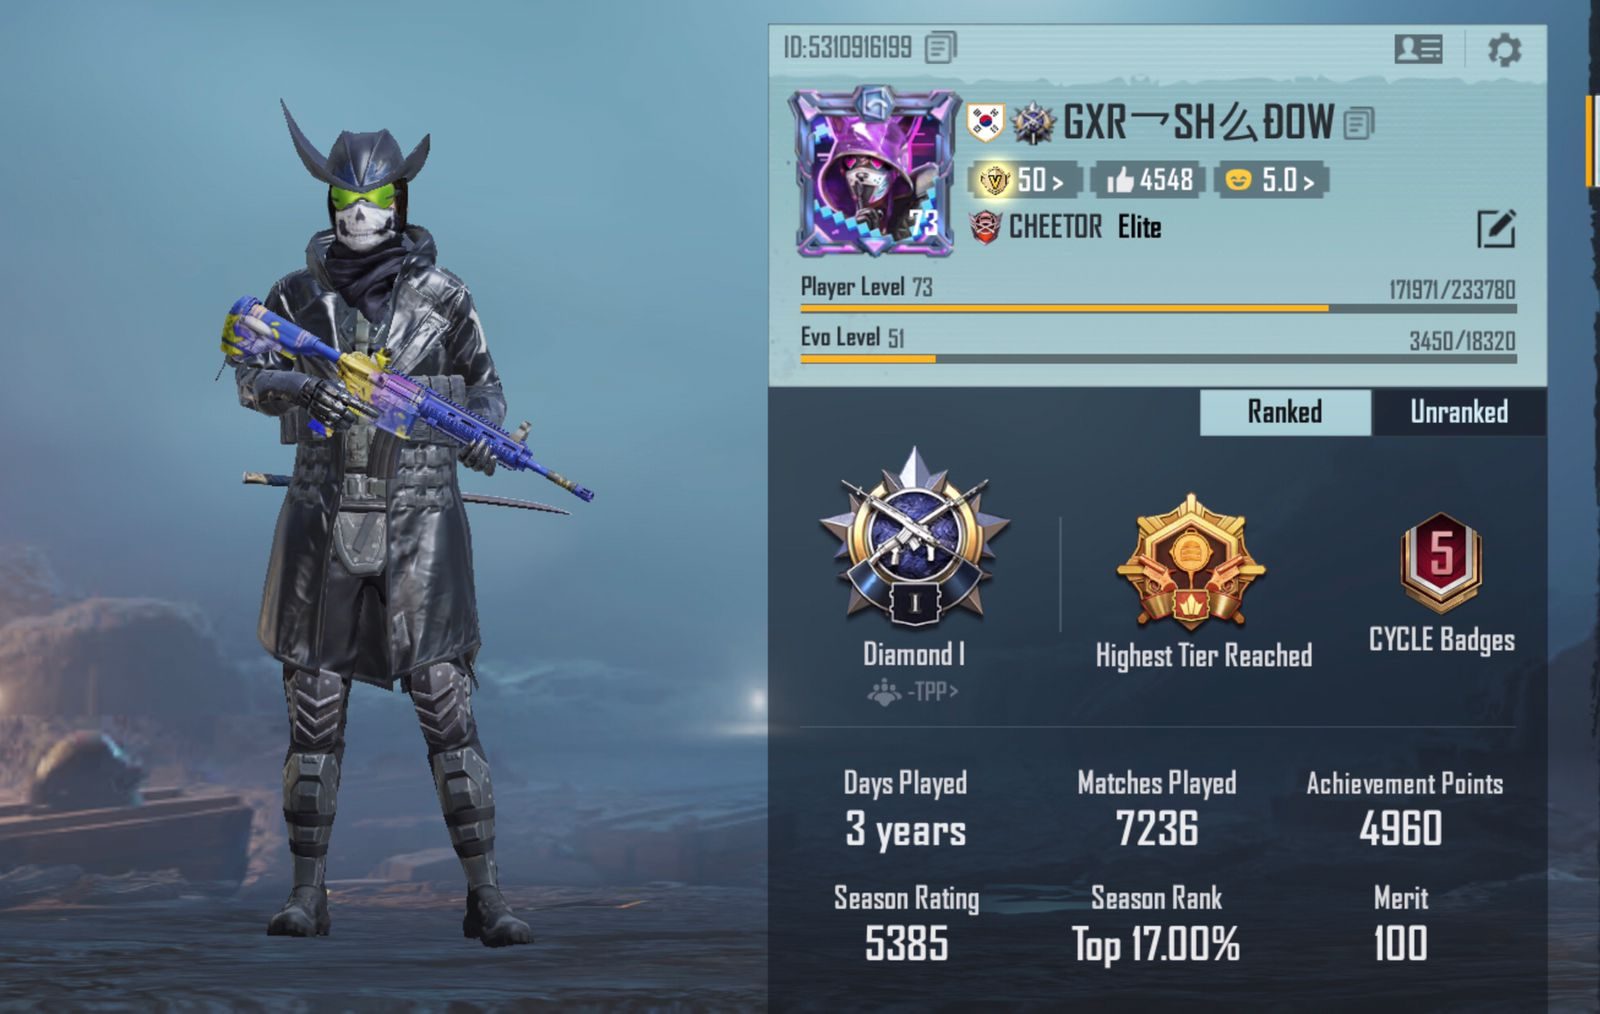 ID:5310916199
GXR乛SH么ĐOW
V 50 > 4548 5.0 >
73
CHEETOR Elite
Player Level 73 171971/233780
Evo Level 51 3450/18320
Ranked Unranked
5
I
Diamond I Highest Tier Reached CYCLE Badges
-TPP>
Days Played Matches Played Achievement Points
3 years 7236 4960
Season Rating Season Rank Merit
5385 Top 17.00% 100